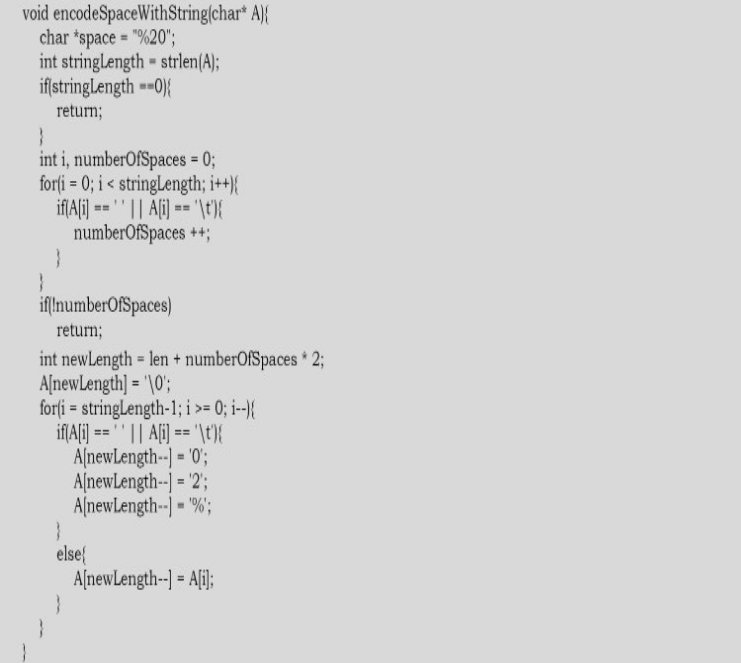 void encodeSpaceWithString(char* A){
char *space = "%20";
int stringLength = strlen(A);
if(stringLength ==0){
return;
}
int i, numberOfSpaces = 0;
for(i = 0; i < stringLength; i++){
if(A[i] == ' ' || A[i] == '\t'){
numberOfSpaces ++;
}
}
if(!numberOfSpaces)
return;
int newLength = len + numberOfSpaces * 2;
A[newLength] = '\0';
for(i = stringLength-1; i >= 0; i--){
if(A[i] == ' ' || A[i] == '\t'){
A[newLength--] = '0';
A[newLength--] = '2';
A[newLength--] = '%';
}
else{
A[newLength--] = A[i];
}
}
}